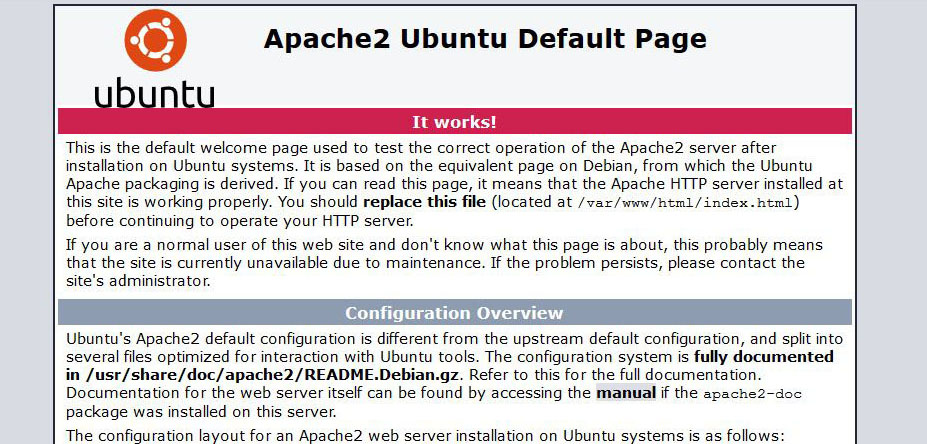 Apache2 Ubuntu Default Page
ubuntu
It works!
This is the default welcome page used to test the correct operation of the Apache2 server after
installation on Ubuntu systems. It is based on the equivalent page on Debian, from which the Ubuntu
Apache packaging is derived. If you can read this page, it means that the Apache HTTP server installed at
this site is working properly. You should replace this file (located at /var/www/html/index.html)
before continuing to operate your HTTP server.
If you are a normal user of this web site and don't know what this page is about, this probably means
that the site is currently unavailable due to maintenance. If the problem persists, please contact the
site's administrator.
Configuration Overview
Ubuntu's Apache2 default configuration is different from the upstream default configuration, and split into
several files optimized for interaction with Ubuntu tools. The configuration system is fully documented
in /usr/share/doc/apache2/README.Debian.gz. Refer to this for the full documentation.
Documentation for the web server itself can be found by accessing the manual if the apache2-doc
package was installed on this server.
The configuration layout for an Apache2 web server installation on Ubuntu systems is as follows: